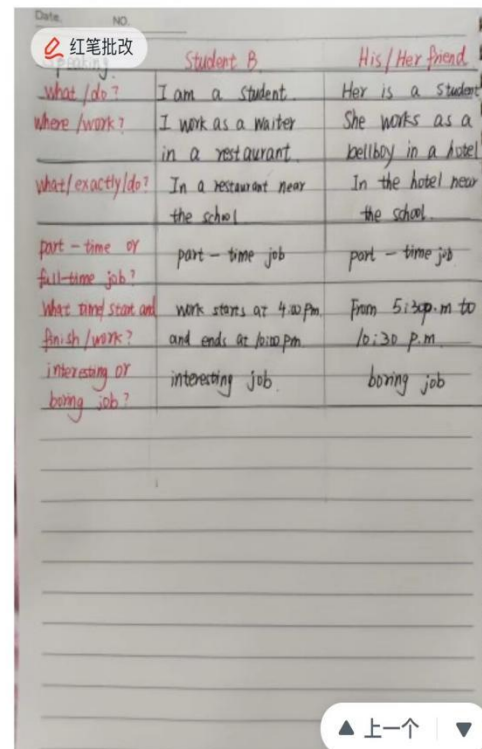 Date.
NO.
红笔批改
Speaking
Student B
His/Her friend
what/do?
I am a student.
Her is a student
where/work?
I work as a waiter
in a restaurant.
She works as a
bellboy in a hotel
what/exactly/do?
In a restaurant near
the school
In the hotel near
the school.
part-time or
full-time job?
part-time job
part-time job
What time/start and
finish/work?
work starts at 4:00 pm.
and ends at 10:00 pm.
From 5:30p.m to
10:30 p.m
interesting or
boring job?
interesting job.
boring job
上一个